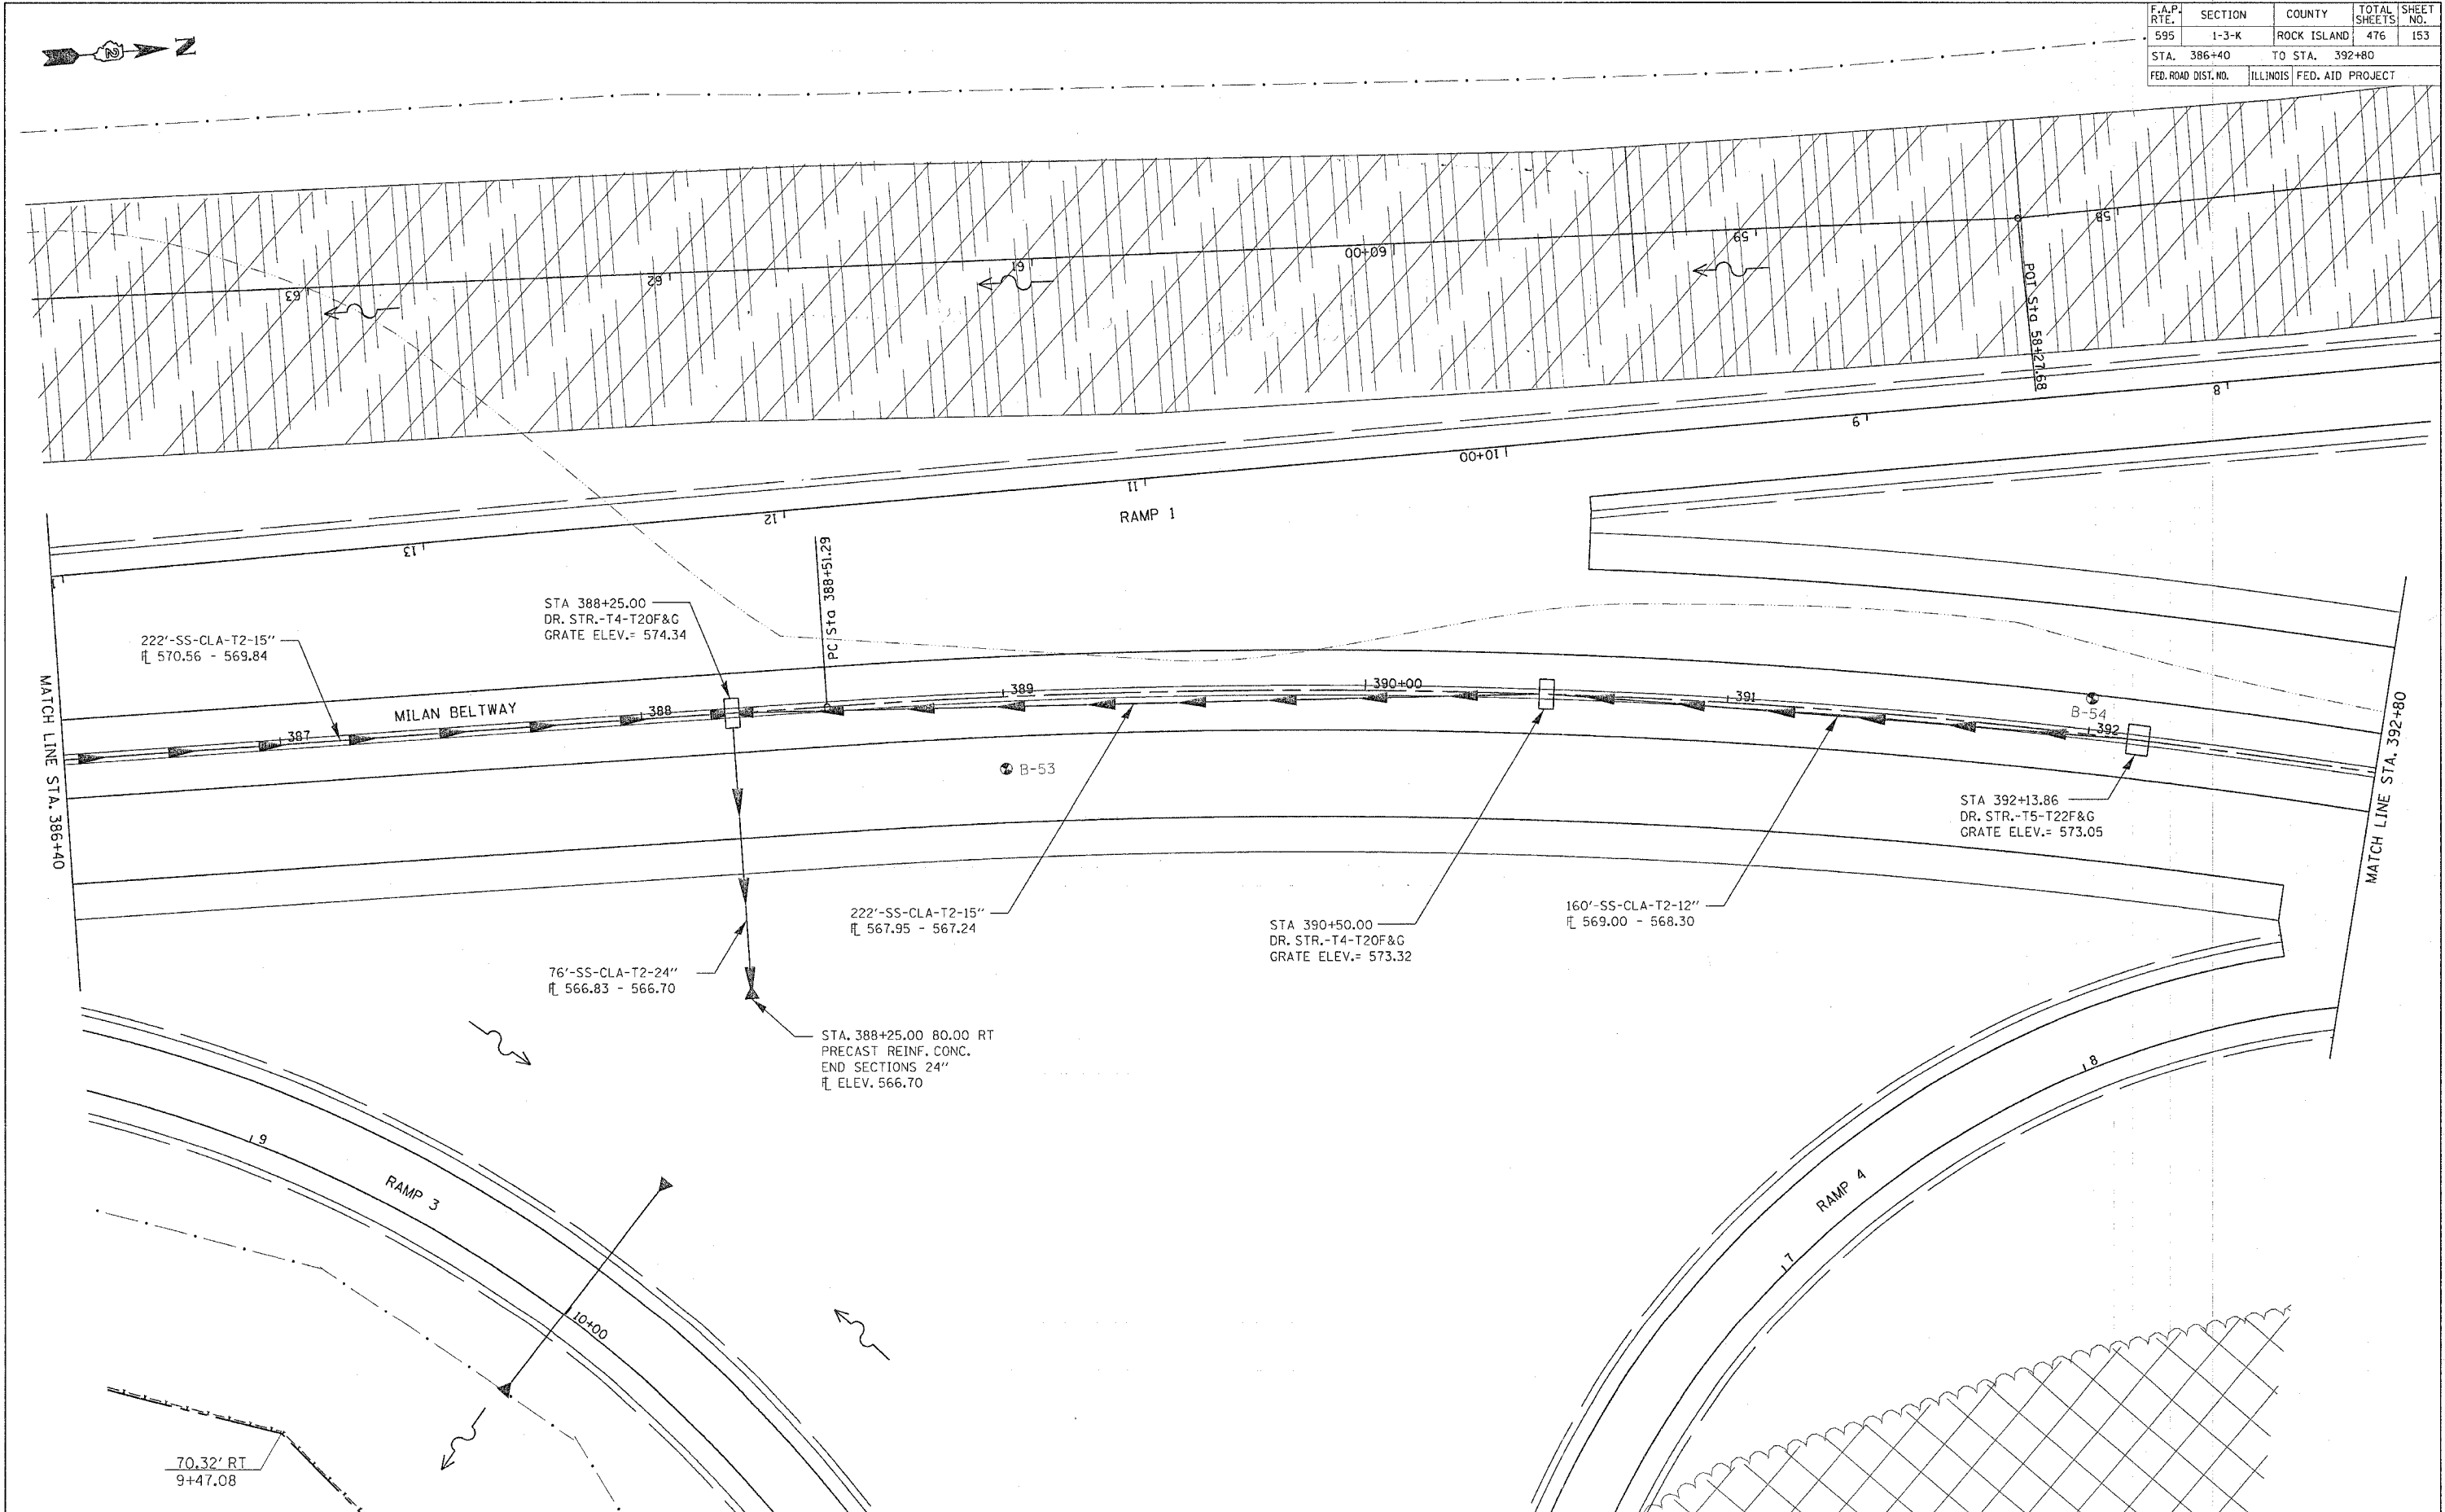 F.A.P. RTE. SECTION COUNTY TOTAL SHEETS SHEET NO.
595 1-3-K ROCK ISLAND 476 153
STA. 386+40 TO STA. 392+80
FED. ROAD DIST. NO. ILLINOIS FED. AID PROJECT
N
63
62
61
60+00
59
58
POT Sta 58+27.68
13
12
11
10+00
9
8
RAMP 1
PC Sta 388+51.29
STA 388+25.00
DR. STR.-T4-T20F&G
GRATE ELEV.= 574.34
222'-SS-CLA-T2-15"
FL 570.56 - 569.84
MATCH LINE STA. 386+40
MILAN BELTWAY
387
388
389
390+00
391
392
B-53
B-54
MATCH LINE STA. 392+80
STA 392+13.86
DR. STR.-T5-T22F&G
GRATE ELEV.= 573.05
222'-SS-CLA-T2-15"
FL 567.95 - 567.24
STA 390+50.00
DR. STR.-T4-T20F&G
GRATE ELEV.= 573.32
160'-SS-CLA-T2-12"
FL 569.00 - 568.30
76'-SS-CLA-T2-24"
FL 566.83 - 566.70
STA. 388+25.00 80.00 RT
PRECAST REINF. CONC.
END SECTIONS 24"
FL ELEV. 566.70
9
RAMP 3
10+00
8
RAMP 4
7
70.32' RT
9+47.08